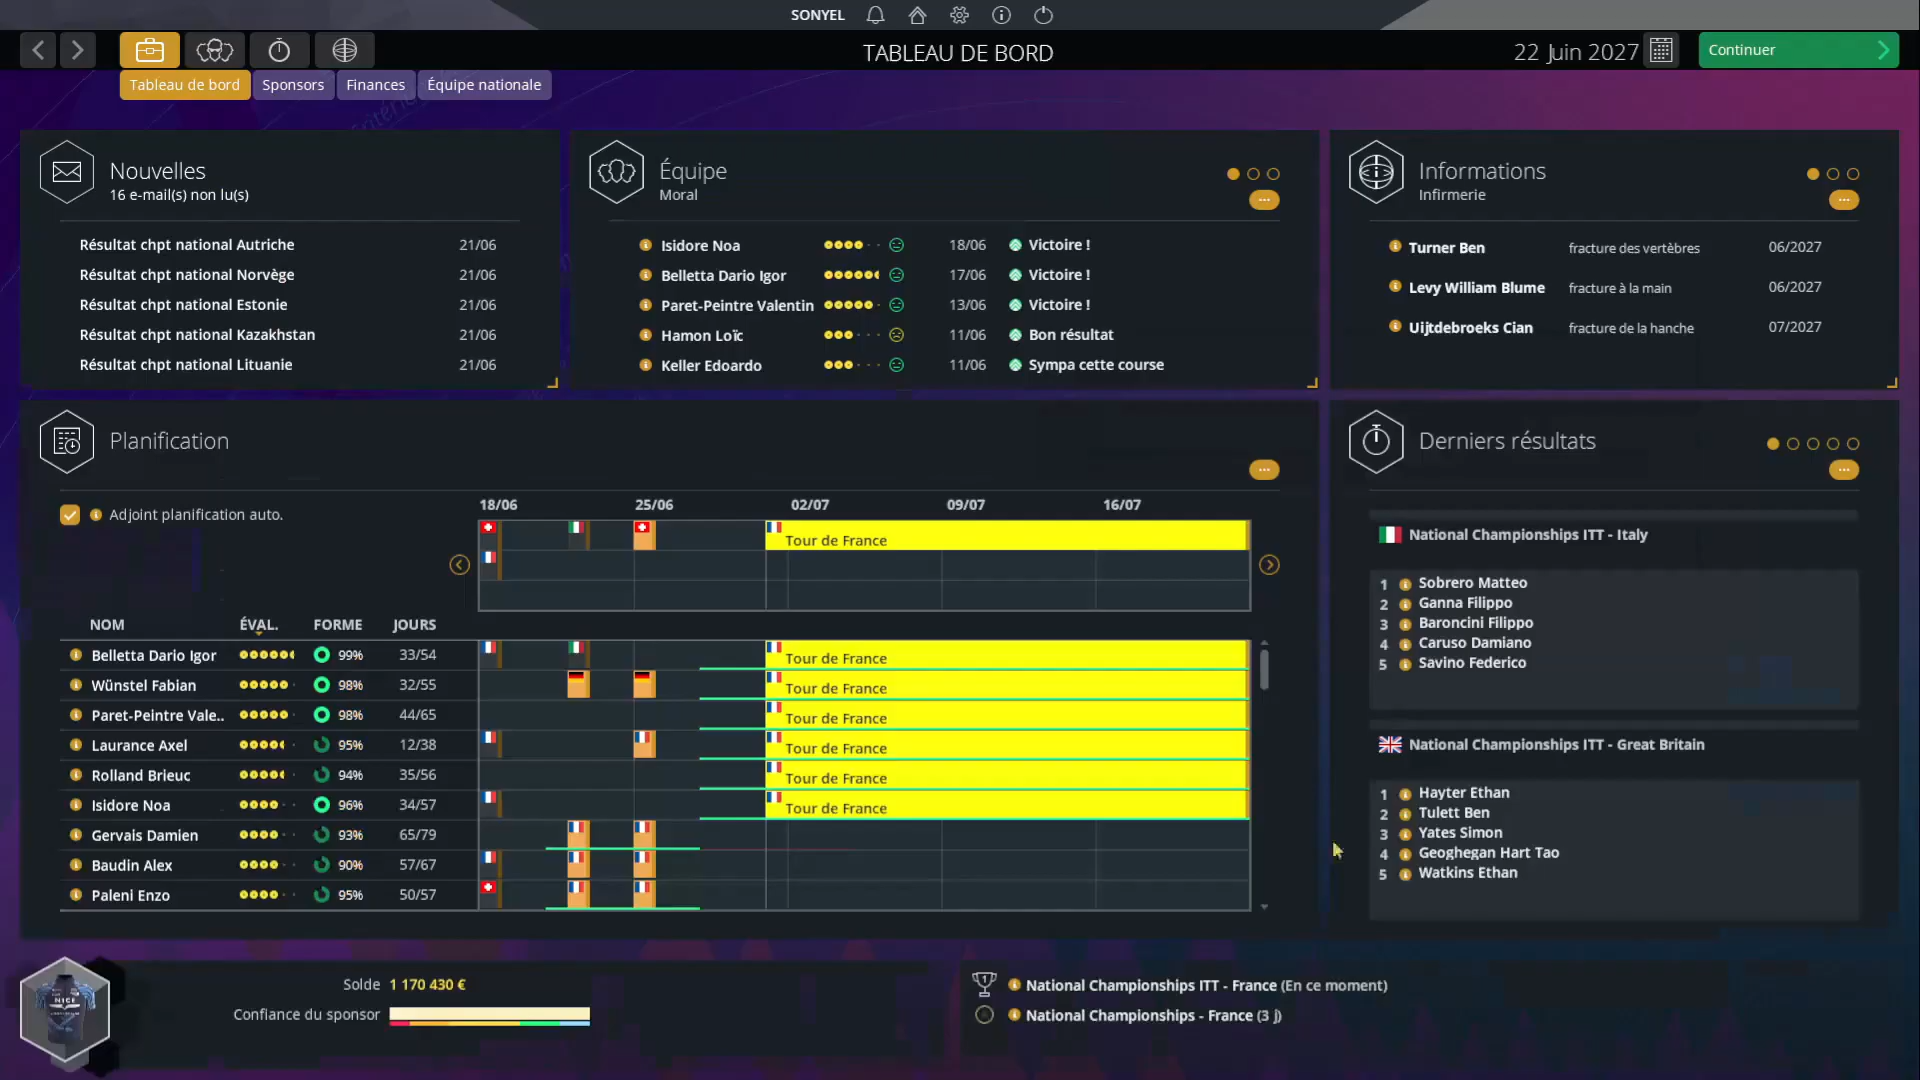 SONYEL
TABLEAU DE BORD
22 Juin 2027
Continuer
Tableau de bord
Sponsors
Finances
Équipe nationale
Nouvelles
16 e-mail(s) non lu(s)
Résultat chpt national Autriche 21/06
Résultat chpt national Norvège 21/06
Résultat chpt national Estonie 21/06
Résultat chpt national Kazakhstan 21/06
Résultat chpt national Lituanie 21/06
Équipe
Moral
Isidore Noa 18/06 Victoire !
Belletta Dario Igor 17/06 Victoire !
Paret-Peintre Valentin 13/06 Victoire !
Hamon Loïc 11/06 Bon résultat
Keller Edoardo 11/06 Sympa cette course
Informations
Infirmerie
Turner Ben fracture des vertèbres 06/2027
Levy William Blume fracture à la main 06/2027
Uijtdebroeks Cian fracture de la hanche 07/2027
Planification
Adjoint planification auto.
18/06 25/06 02/07 09/07 16/07
Tour de France
NOM ÉVAL. FORME JOURS
Belletta Dario Igor 99% 33/54 Tour de France
Wünstel Fabian 98% 32/55 Tour de France
Paret-Peintre Vale.. 98% 44/65 Tour de France
Laurance Axel 95% 12/38 Tour de France
Rolland Brieuc 94% 35/56 Tour de France
Isidore Noa 96% 34/57 Tour de France
Gervais Damien 93% 65/79
Baudin Alex 90% 57/67
Paleni Enzo 95% 50/57
Derniers résultats
National Championships ITT - Italy
1 Sobrero Matteo
2 Ganna Filippo
3 Baroncini Filippo
4 Caruso Damiano
5 Savino Federico
National Championships ITT - Great Britain
1 Hayter Ethan
2 Tulett Ben
3 Yates Simon
4 Geoghegan Hart Tao
5 Watkins Ethan
NICE
Solde 1 170 430 €
Confiance du sponsor
1 National Championships ITT - France (En ce moment)
National Championships - France (3 j)